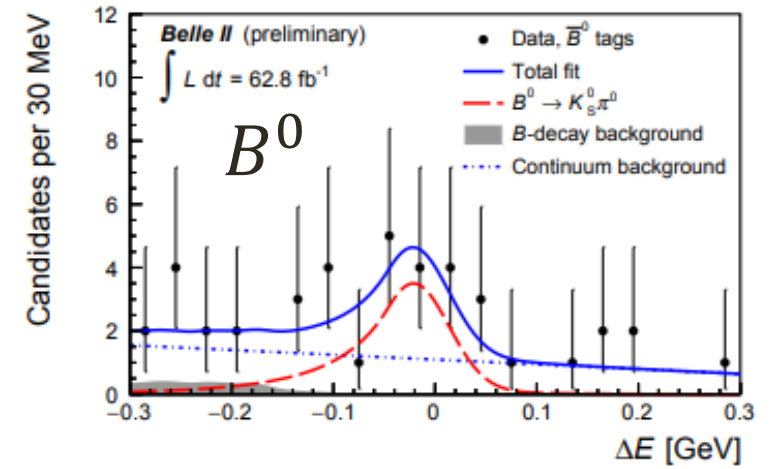 Candidates per 30 MeV
12
10
8
6
4
2
0
Belle II (preliminary)
∫ L dt = 62.8 fb⁻¹
B⁰
Data, B̅⁰ tags
Total fit
B⁰ → K_S⁰ π⁰
B-decay background
Continuum background
−0.3 −0.2 −0.1 0 0.1 0.2 0.3
ΔE [GeV]